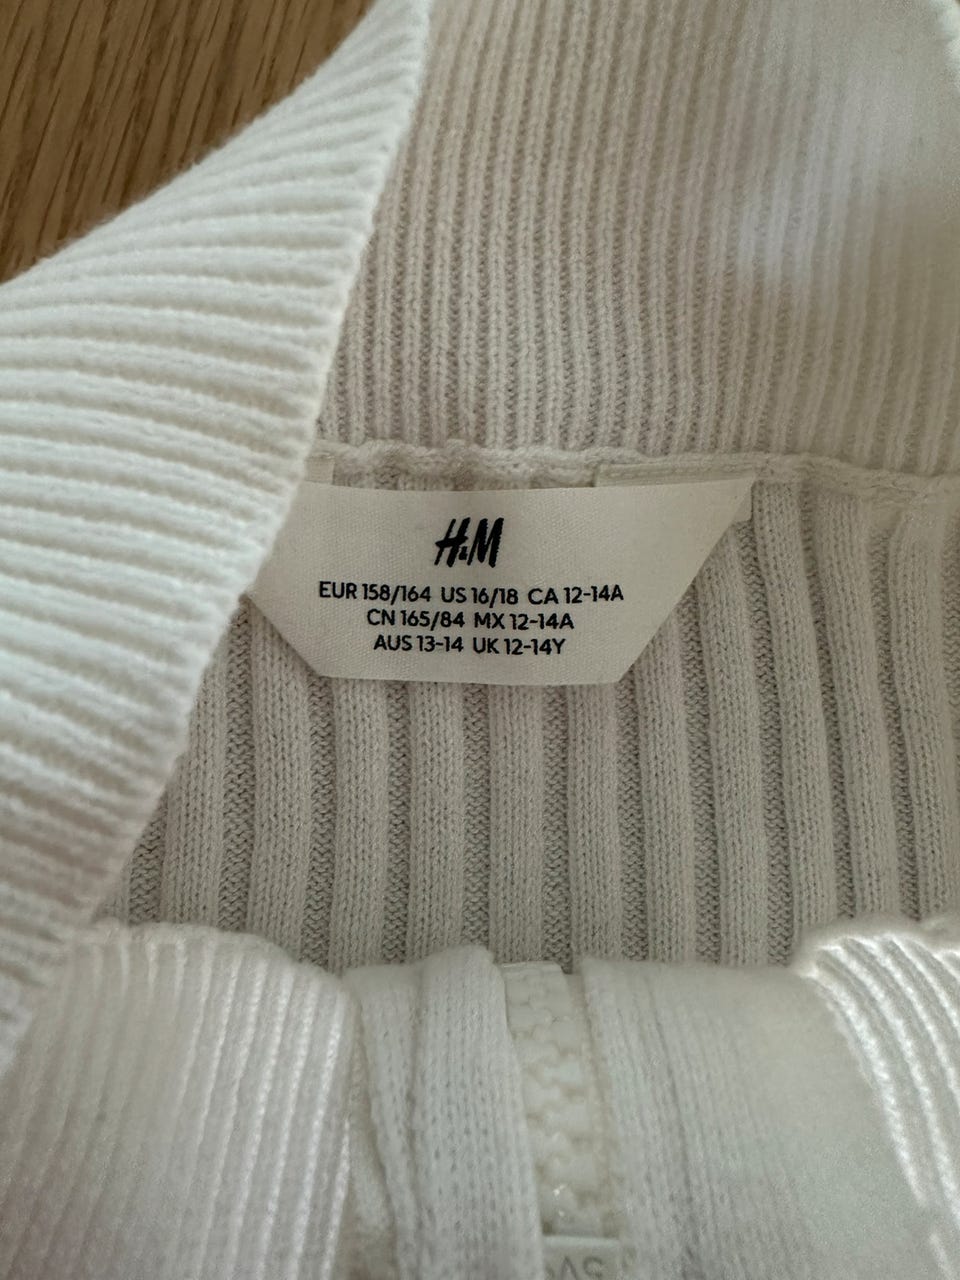 H&M
EUR 158/164 US 16/18 CA 12-14A
CN 165/84 MX 12-14A
AUS 13-14 UK 12-14Y